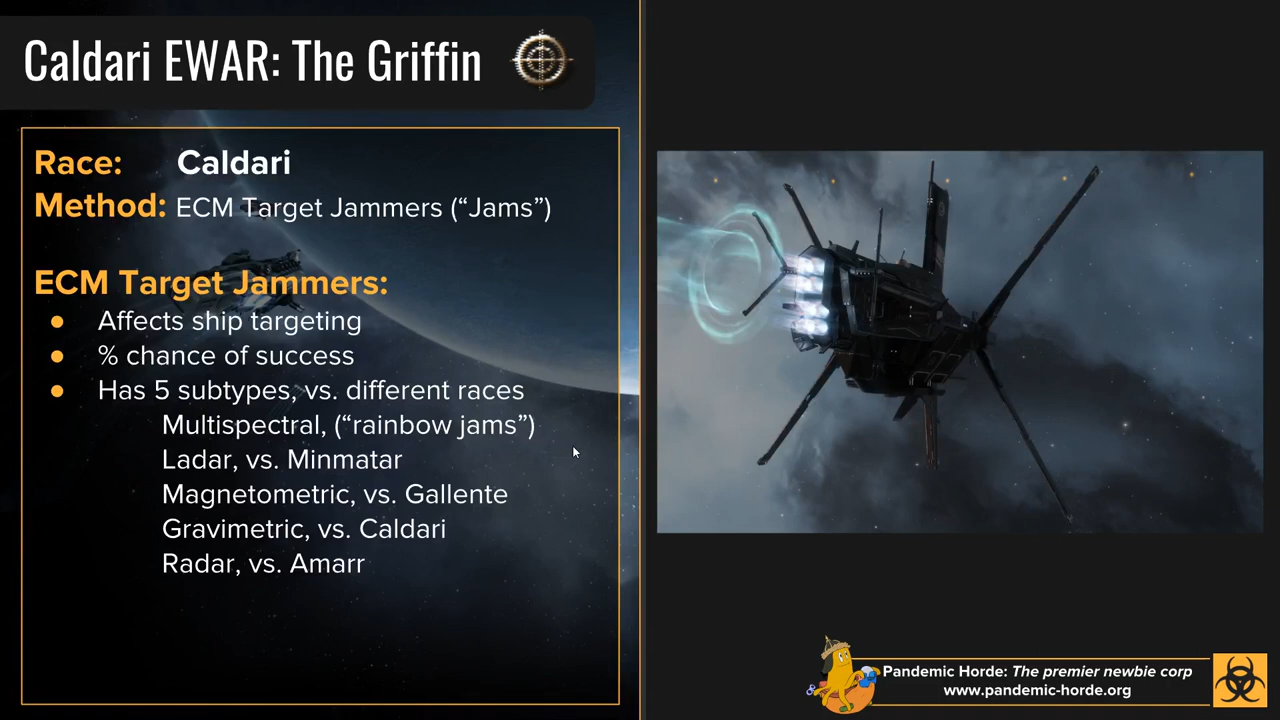 Caldari EWAR: The Griffin
Race: Caldari
Method: ECM Target Jammers (“Jams”)
ECM Target Jammers:
● Affects ship targeting
● % chance of success
● Has 5 subtypes, vs. different races
Multispectral, (“rainbow jams”)
Ladar, vs. Minmatar
Magnetometric, vs. Gallente
Gravimetric, vs. Caldari
Radar, vs. Amarr
Pandemic Horde: The premier newbie corp
www.pandemic-horde.org